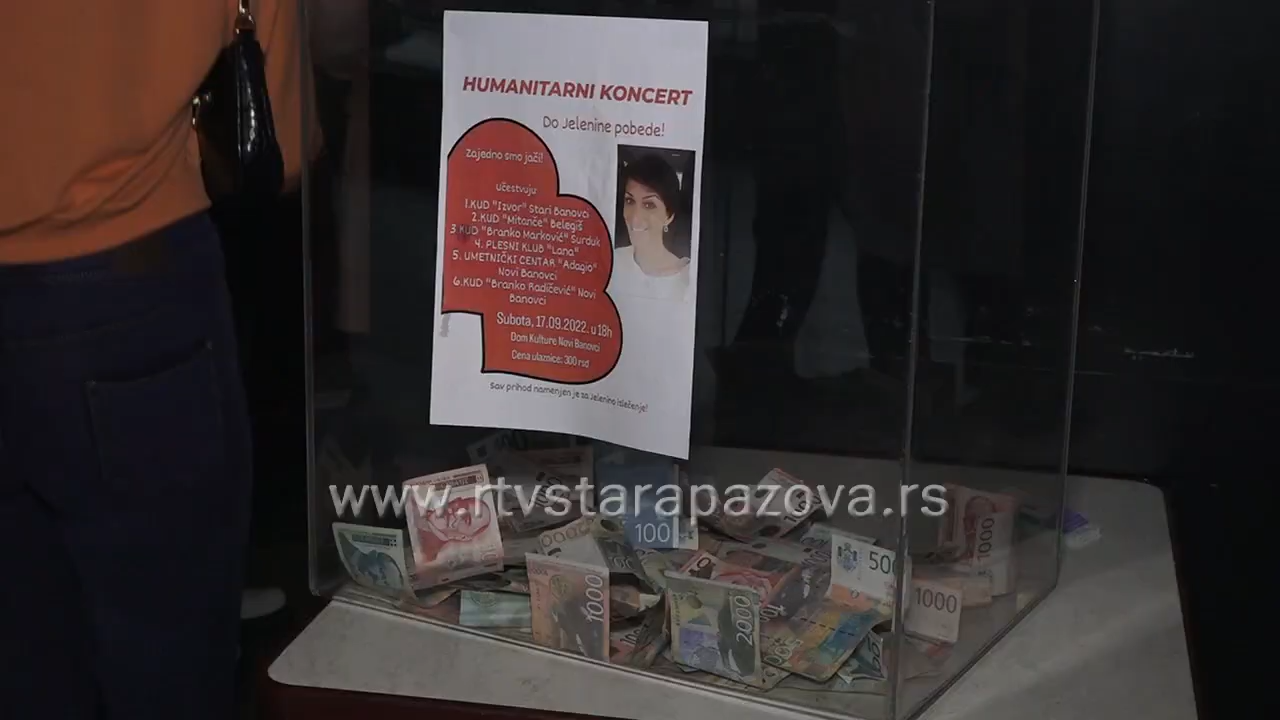 HUMANITARNI KONCERT
Do Jelenine pobede!
Zajedno smo jači!
učestvuju
1.KUD "Izvor" Stari Banovci
2.KUD "Mitanče" Belegiš
3 KUD "Branko Marković" Surduk
4. PLESNI KLUB "Lana"
5. UMETNIČKI CENTAR "Adagio"
Novi Banovci
6.KUD "Branko Radičević" Novi
Banovci
Subota, 17.09.2022. u 18h
Dom Kulture Novi Banovci
Cena ulaznice: 300 rsd
Sav prihod namenjen je za Jelenino izlečenje!
www.rtvstarapazova.rs
100
500
1000
1000
1000
2000